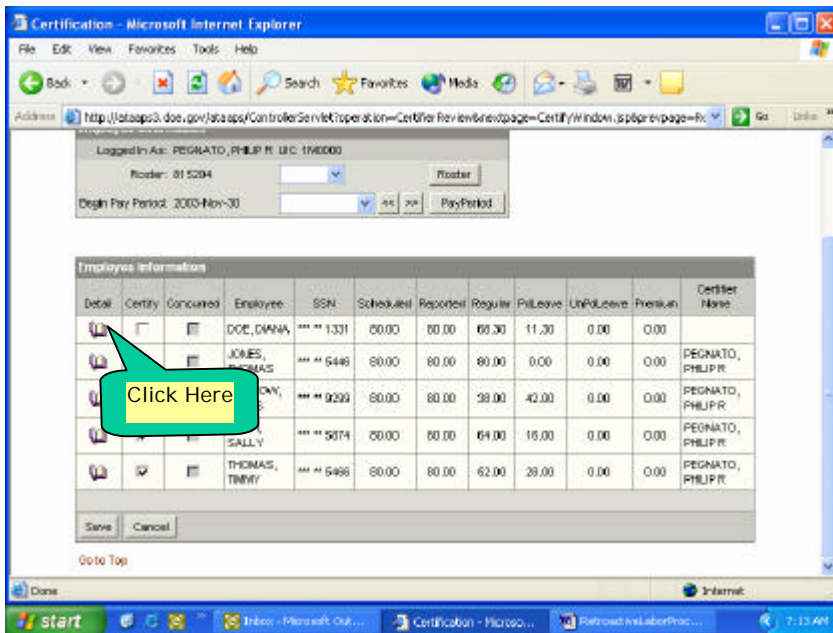 Certification - Microsoft Internet Explorer
File Edit View Favorites Tools Help
Back Search Favorites Media
Address http://ataaps3.doe.gov/ataaps/ControllerServlet?operation=CertifierReview&nextpage=CertifyWindow.jsp&prevpage=Ro Go Links
Logged In As: PEGNATO, PHILIP R UIC 1N0000
Roster: 815204 Roster
Begin Pay Period: 2003-Nov-30 << >> PayPeriod
Employee Information
Detail Certify Concurred Employee SSN Scheduled Reported Regular PdLeave UnPdLeave Premium Certifier Name
DOE, DIANA *** ** 1331 80.00 80.00 68.30 11.30 0.00 0.00
JONES, *** ** 5446 80.00 80.00 80.00 0.00 0.00 0.00 PEGNATO, PHILIP R
*** ** 9299 80.00 80.00 38.00 42.00 0.00 0.00 PEGNATO, PHILIP R
SALLY *** ** 5874 80.00 80.00 64.00 16.00 0.00 0.00 PEGNATO, PHILIP R
THOMAS, TIMMY *** ** 5466 80.00 80.00 62.00 28.00 0.00 0.00 PEGNATO, PHILIP R
Click Here
Save Cancel
Go to Top
Done Internet
start Inbox - Microsoft Out... Certification - Microso... RetroactiveLaborProc... 7:13 AM